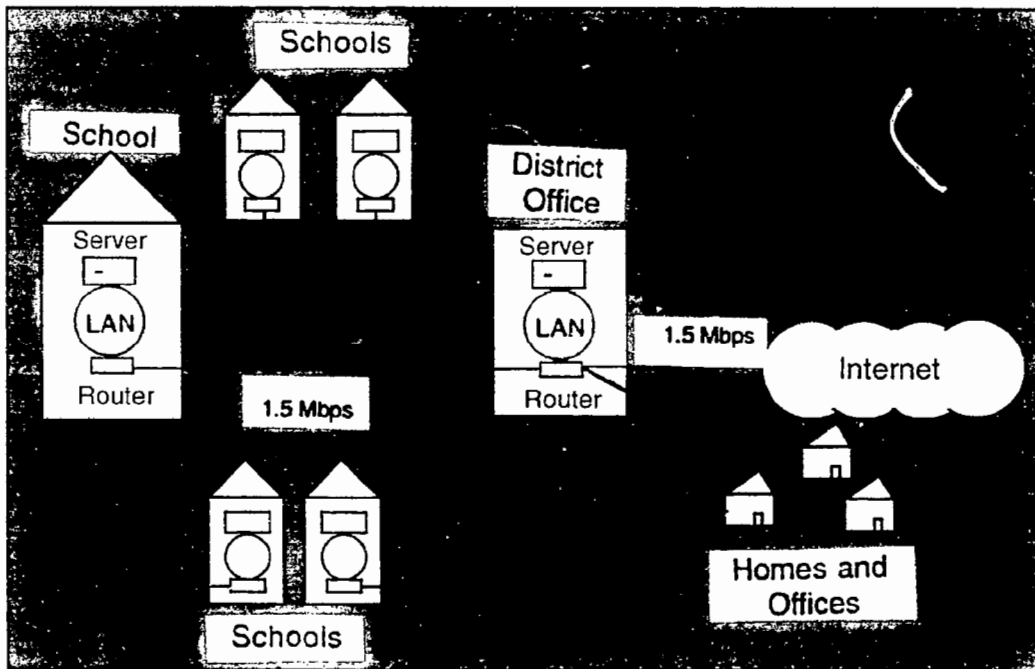 Schools
School
Server
LAN
Router
District
Office
Server
LAN
Router
1.5 Mbps
Internet
1.5 Mbps
Schools
Homes and
Offices